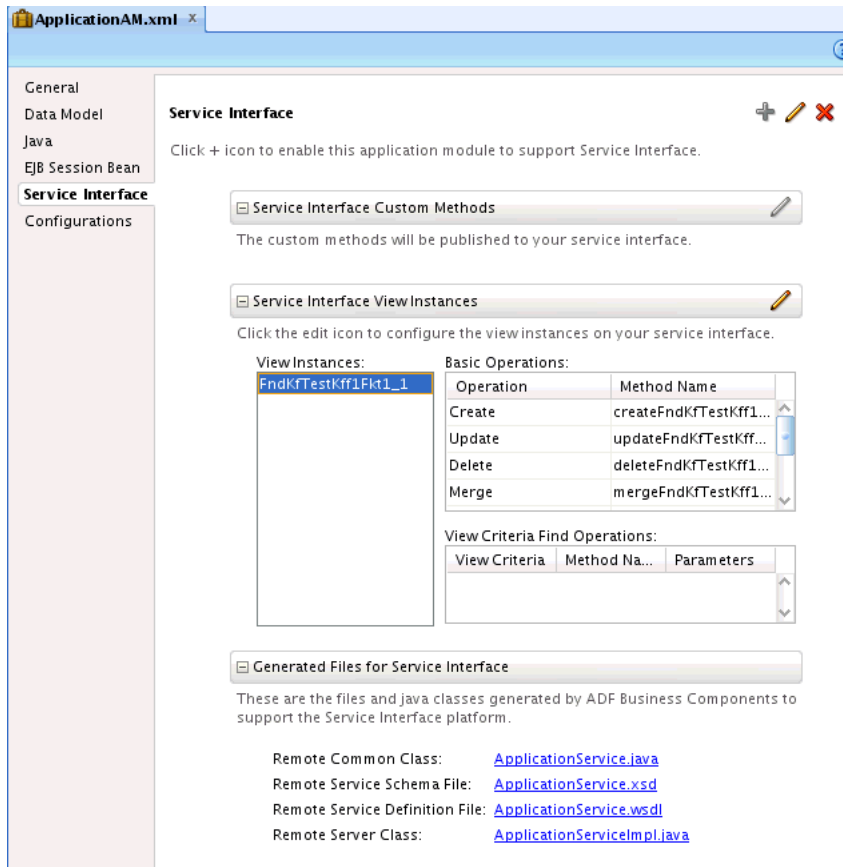 ApplicationAM.xml
General
Data Model
Java
EJB Session Bean
Service Interface
Configurations
Service Interface
Click + icon to enable this application module to support Service Interface.
Service Interface Custom Methods
The custom methods will be published to your service interface.
Service Interface View Instances
Click the edit icon to configure the view instances on your service interface.
View Instances:
FndKfTestKff1Fkt1_1
Basic Operations:
Operation Method Name
Create createFndKfTestKff1...
Update updateFndKfTestKff...
Delete deleteFndKfTestKff1...
Merge mergeFndKfTestKff1...
View Criteria Find Operations:
View Criteria Method Na... Parameters
Generated Files for Service Interface
These are the files and java classes generated by ADF Business Components to
support the Service Interface platform.
Remote Common Class: ApplicationService.java
Remote Service Schema File: ApplicationService.xsd
Remote Service Definition File: ApplicationService.wsdl
Remote Server Class: ApplicationServiceImpl.java